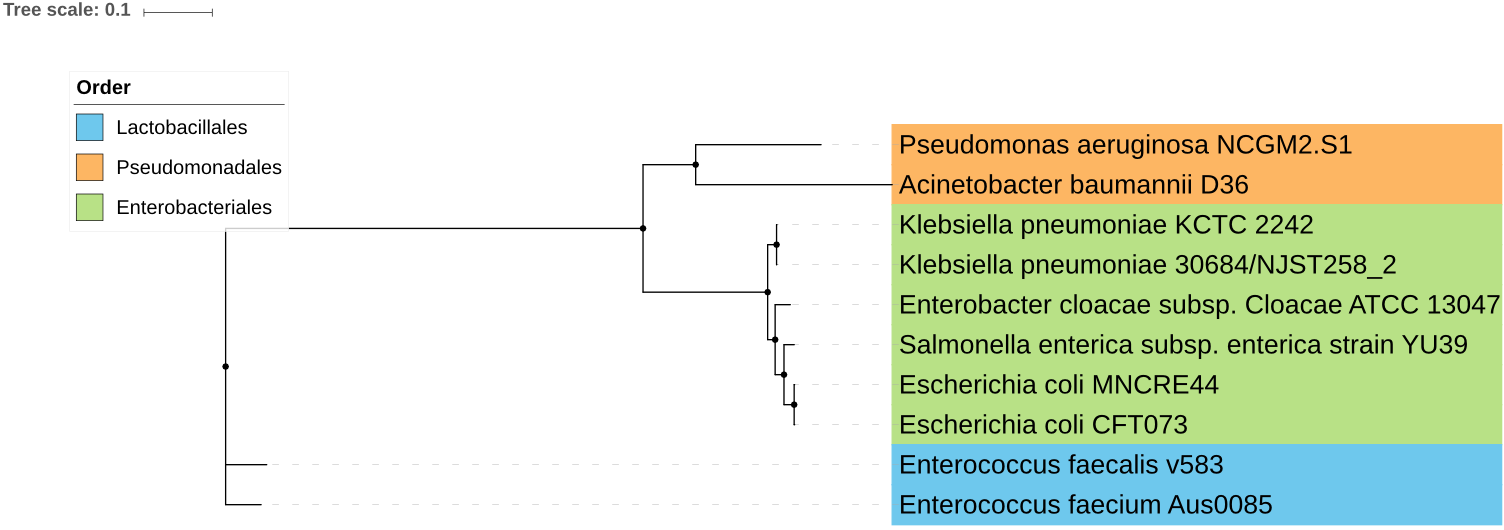 Tree scale: 0.1
Order
Lactobacillales
Pseudomonadales
Enterobacteriales
Pseudomonas aeruginosa NCGM2.S1
Acinetobacter baumannii D36
Klebsiella pneumoniae KCTC 2242
Klebsiella pneumoniae 30684/NJST258_2
Enterobacter cloacae subsp. Cloacae ATCC 13047
Salmonella enterica subsp. enterica strain YU39
Escherichia coli MNCRE44
Escherichia coli CFT073
Enterococcus faecalis v583
Enterococcus faecium Aus0085